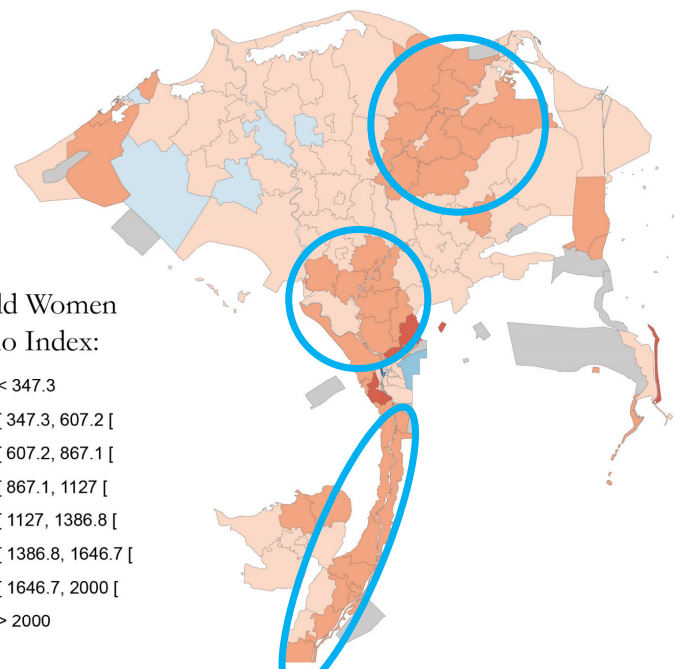 ld Women
o Index:
< 347.3
[ 347.3, 607.2 [
[ 607.2, 867.1 [
[ 867.1, 1127 [
[ 1127, 1386.8 [
[ 1386.8, 1646.7 [
[ 1646.7, 2000 [
> 2000